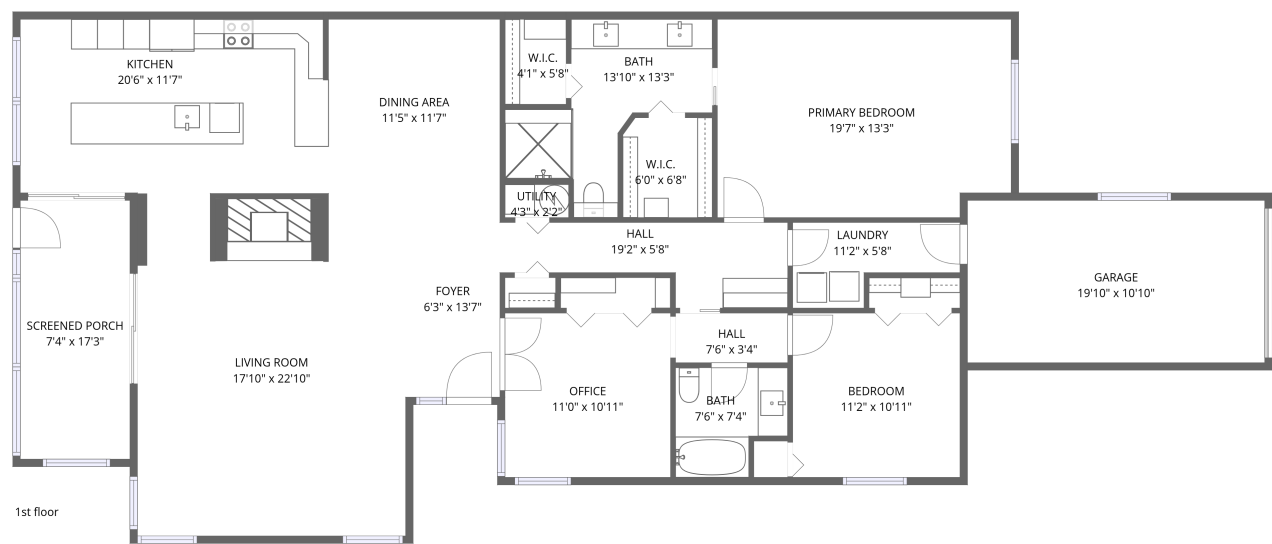 KITCHEN
20'6" x 11'7"
DINING AREA
11'5" x 11'7"
W.I.C.
4'1" x 5'8"
BATH
13'10" x 13'3"
PRIMARY BEDROOM
19'7" x 13'3"
W.I.C.
6'0" x 6'8"
UTILITY
4'3" x 2'2"
HALL
19'2" x 5'8"
LAUNDRY
11'2" x 5'8"
GARAGE
19'10" x 10'10"
FOYER
6'3" x 13'7"
SCREENED PORCH
7'4" x 17'3"
LIVING ROOM
17'10" x 22'10"
HALL
7'6" x 3'4"
OFFICE
11'0" x 10'11"
BATH
7'6" x 7'4"
BEDROOM
11'2" x 10'11"
1st floor